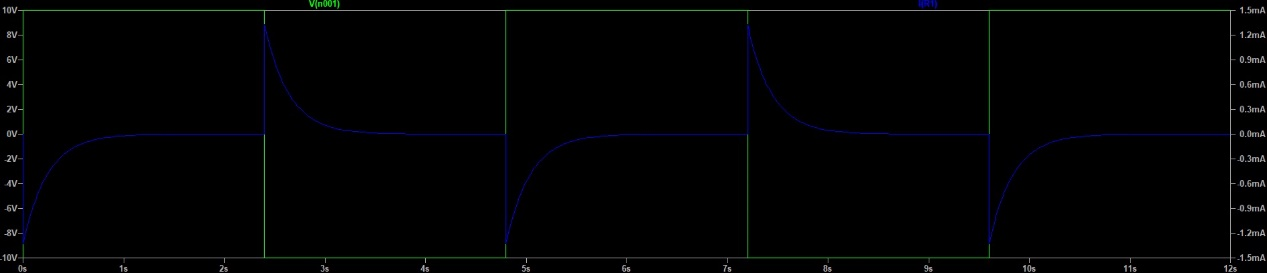 V(n001) I(R1)
10V 1.5mA
8V 1.2mA
6V 0.9mA
4V 0.6mA
2V 0.3mA
0V 0.0mA
-2V -0.3mA
-4V -0.6mA
-6V -0.9mA
-8V -1.2mA
-10V -1.5mA
0s 1s 2s 3s 4s 5s 6s 7s 8s 9s 10s 11s 12s